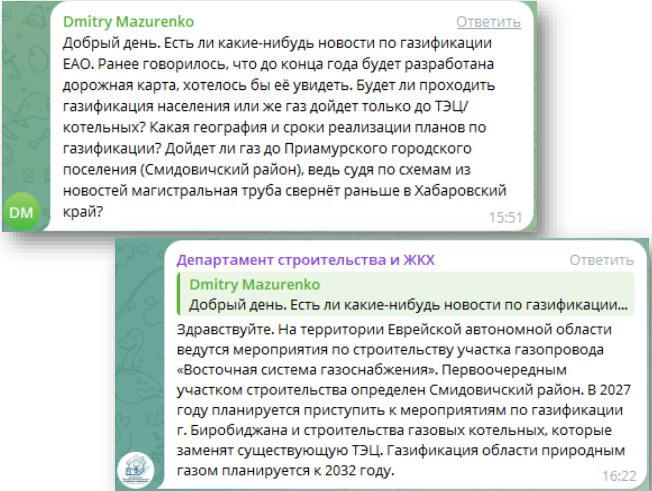 Dmitry Mazurenko Ответить
Добрый день. Есть ли какие-нибудь новости по газификации
ЕАО. Ранее говорилось, что до конца года будет разработана
дорожная карта, хотелось бы её увидеть. Будет ли проходить
газификация населения или же газ дойдет только до ТЭЦ/
котельных? Какая география и сроки реализации планов по
газификации? Дойдет ли газ до Приамурского городского
поселения (Смидовичский район), ведь судя по схемам из
новостей магистральная труба свернёт раньше в Хабаровский
край?
DM
15:51
Департамент строительства и ЖКХ Ответить
Dmitry Mazurenko
Добрый день. Есть ли какие-нибудь новости по газификации...
Здравствуйте. На территории Еврейской автономной области
ведутся мероприятия по строительству участка газопровода
«Восточная система газоснабжения». Первоочередным
участком строительства определен Смидовичский район. В 2027
году планируется приступить к мероприятиям по газификации
г. Биробиджана и строительства газовых котельных, которые
заменят существующую ТЭЦ. Газификация области природным
газом планируется к 2032 году.
16:22